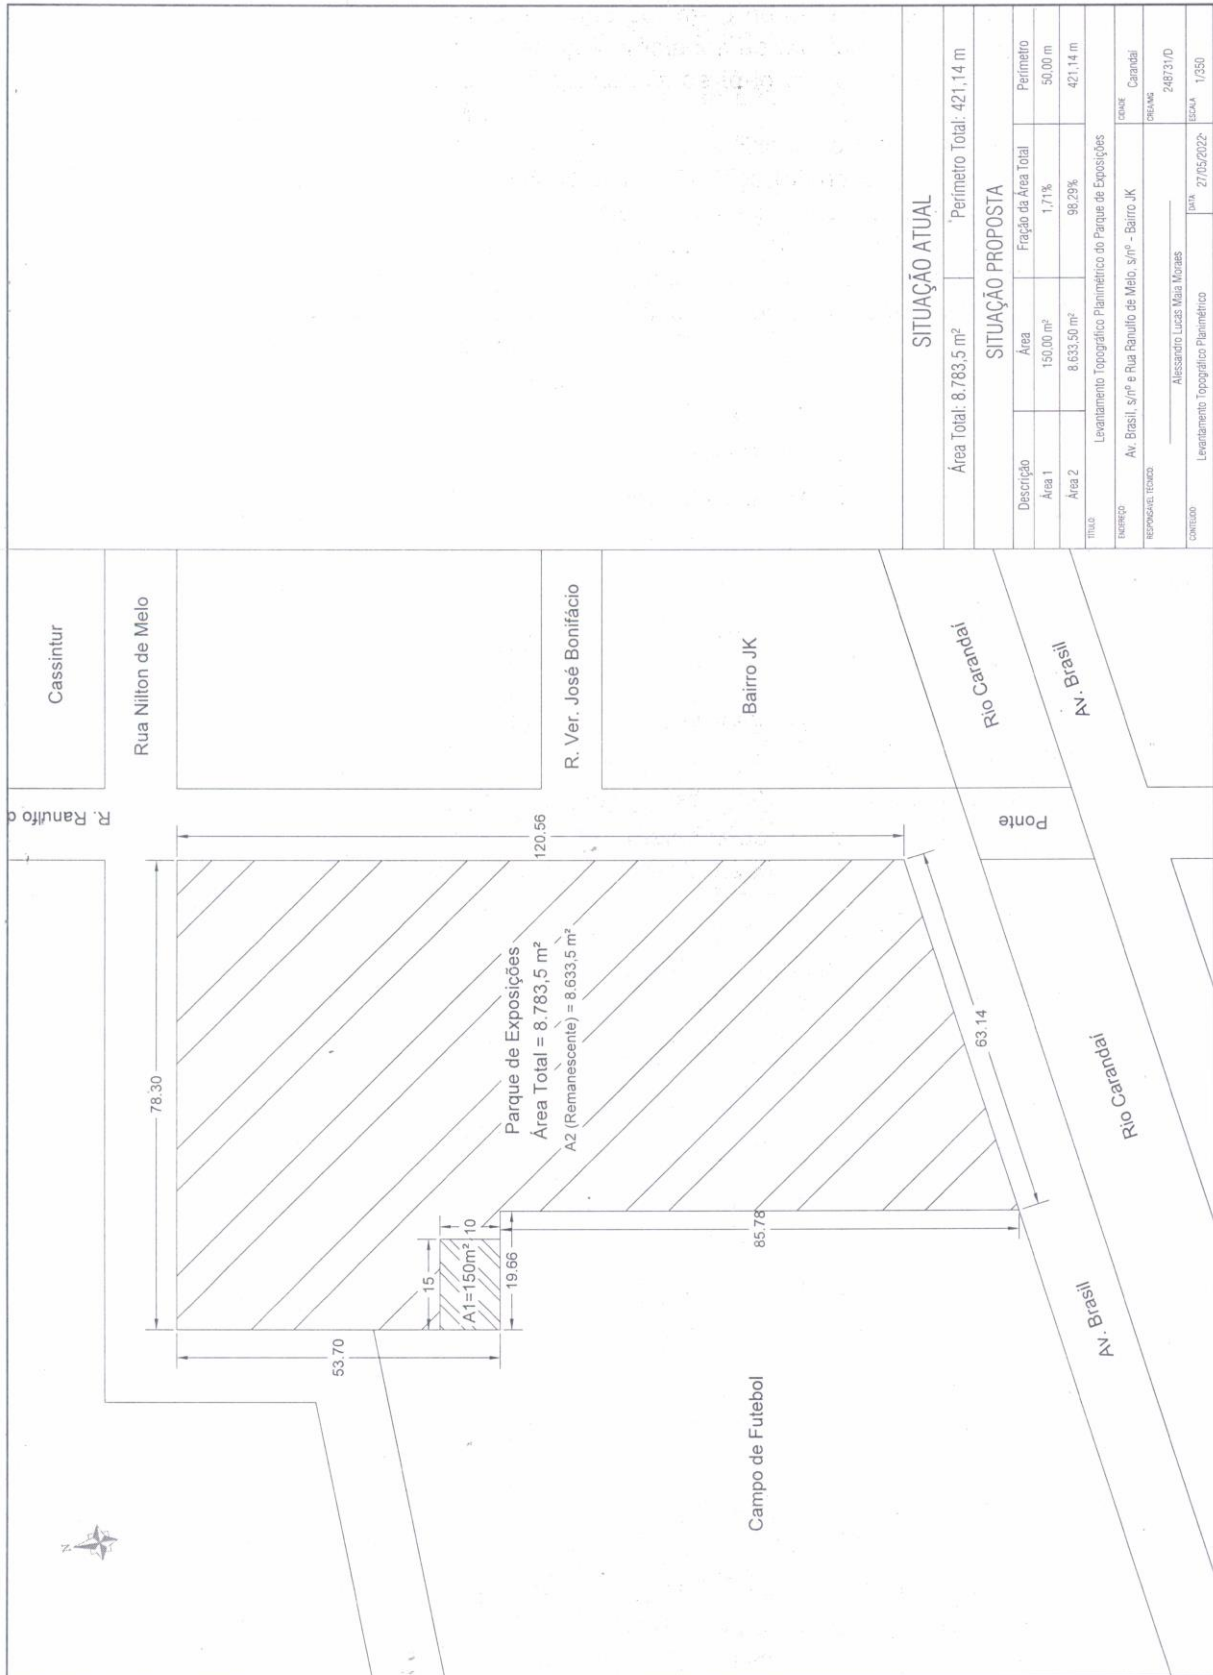 Cassintur
Rua Nilton de Melo
R. Ranulfo d
R. Ver. José Bonifácio
Bairro JK
Rio Carandaí
Av. Brasil
Ponte
N
78.30
120.56
Parque de Exposições
Área Total = 8.783,5 m²
A2 (Remanescente) = 8.633,5 m²
53.70
15
10
A1=150m²
19.66
85.78
63.14
Campo de Futebol
Av. Brasil
Rio Carandaí
SITUAÇÃO ATUAL
Área Total: 8.783,5 m² Perímetro Total: 421,14 m
SITUAÇÃO PROPOSTA
Descrição Área Fração da Área Total Perímetro
Área 1 150,00 m² 1,71% 50,00 m
Área 2 8.633,50 m² 98,29% 421,14 m
TÍTULO Levantamento Topográfico Planimétrico do Parque de Exposições
ENDEREÇO Av. Brasil, s/nº e Rua Ranulfo de Melo, s/nº - Bairro JK CIDADE Carandaí
RESPONSÁVEL TÉCNICO Alessandro Lucas Maia Moraes CREA/MG 248731/D
CONTEÚDO Levantamento Topográfico Planimétrico DATA 27/05/2022 ESCALA 1/350